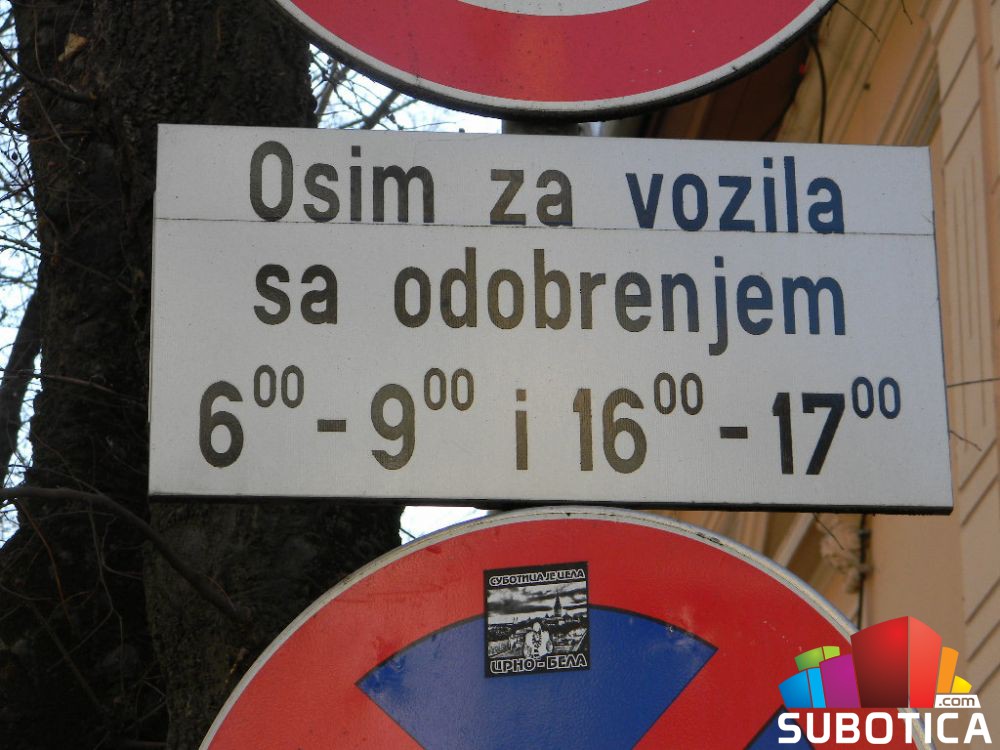 Osim za vozila
sa odobrenjem
6⁰⁰ - 9⁰⁰ i 16⁰⁰ - 17⁰⁰
СУБОТИЦА ЈЕ ЦЕЛА
ЦРНО-БЕЛА
.com
SUBOTICA